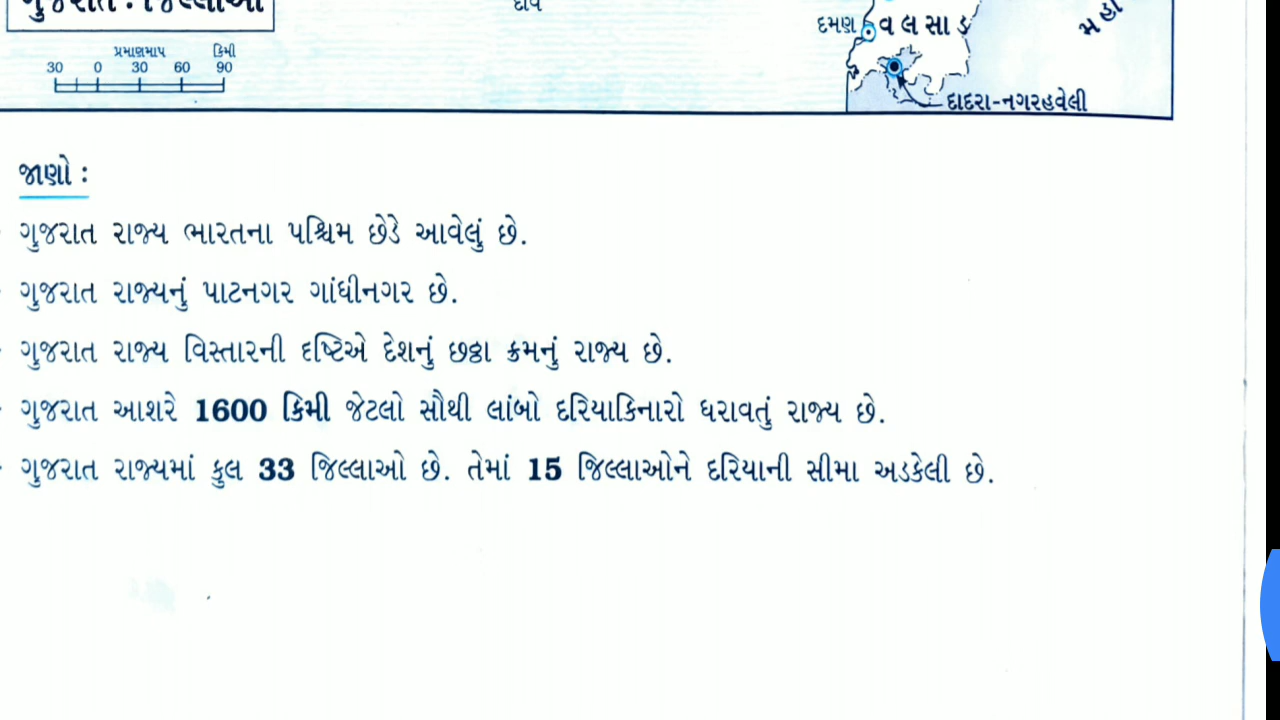 ગુજરાત : જિલ્લાઓ
દીવ
દમણ
વલસાડ
મહા
પ્રમાણમાપ કિમી
30 0 30 60 90
દાદરા-નગરહવેલી
જાણો :
ગુજરાત રાજ્ય ભારતના પશ્ચિમ છેડે આવેલું છે.
ગુજરાત રાજ્યનું પાટનગર ગાંધીનગર છે.
ગુજરાત રાજ્ય વિસ્તારની દૃષ્ટિએ દેશનું છઠ્ઠા ક્રમનું રાજ્ય છે.
ગુજરાત આશરે 1600 કિમી જેટલો સૌથી લાંબો દરિયાકિનારો ધરાવતું રાજ્ય છે.
ગુજરાત રાજ્યમાં કુલ 33 જિલ્લાઓ છે. તેમાં 15 જિલ્લાઓને દરિયાની સીમા અડકેલી છે.